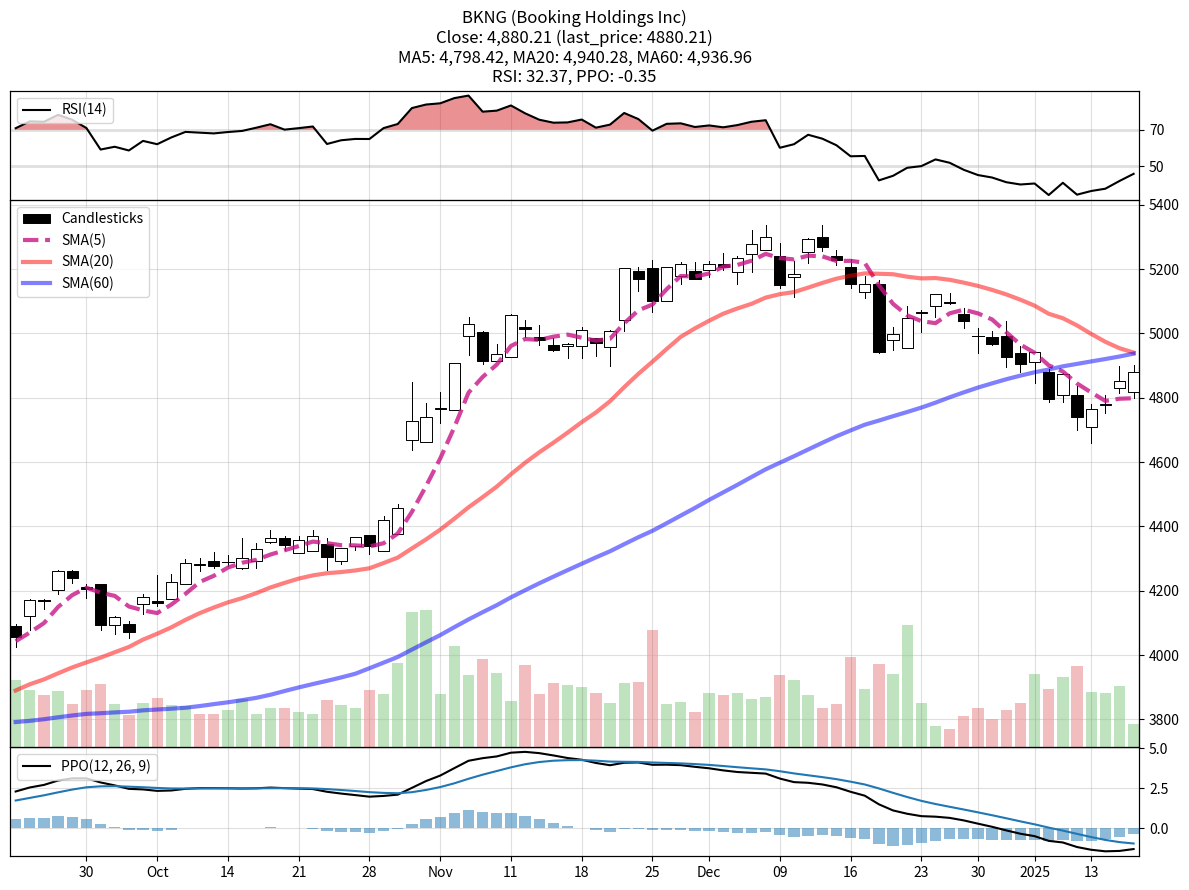 BKNG (Booking Holdings Inc)
Close: 4,880.21 (last_price: 4880.21)
MA5: 4,798.42, MA20: 4,940.28, MA60: 4,936.96
RSI: 32.37, PPO: -0.35
RSI(14)
70
50
Candlesticks
SMA(5)
SMA(20)
SMA(60)
5400
5200
5000
4800
4600
4400
4200
4000
3800
PPO(12, 26, 9)
5.0
2.5
0.0
30 Oct 14 21 28 Nov 11 18 25 Dec 09 16 23 30 2025 13